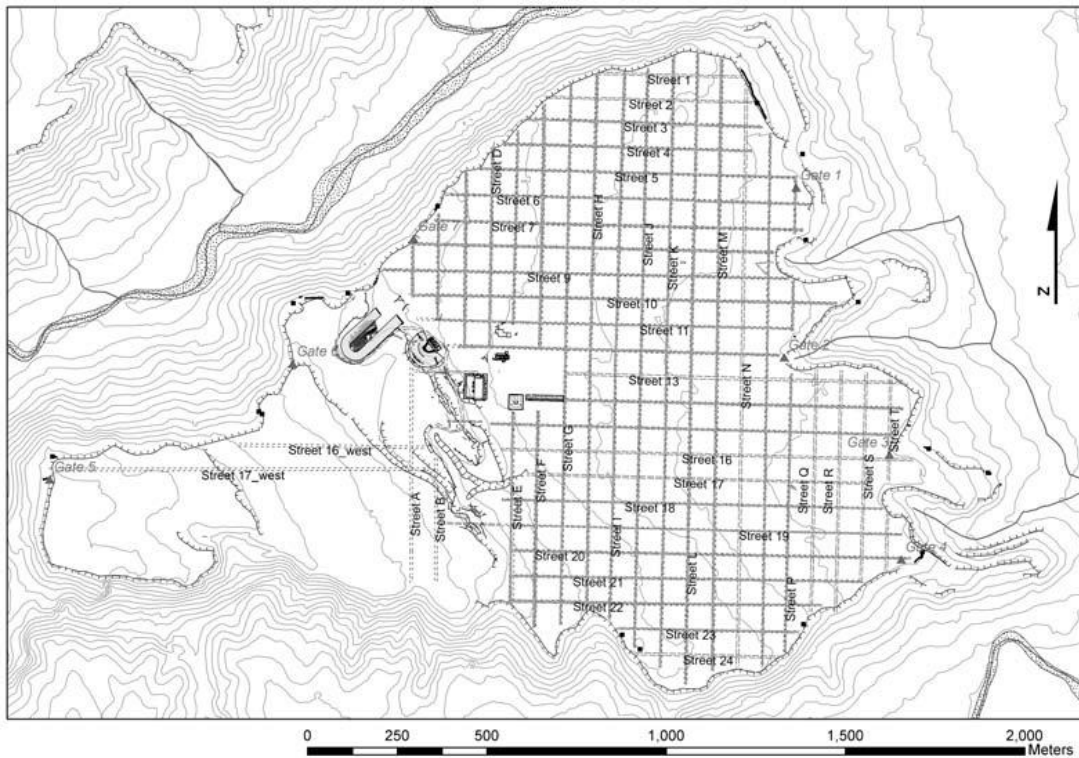 Street 1
Street 2
Street 3
Street 4
Street D
Street 5
Gate 1
Street 6
Street H
Street 7
Gate 7
Street J
Street K
Street M
Street 9
Street 10
Street 11
Gate 2
Gate 6
Street 13
Street N
Street T
Gate 3
Street G
Street 16_west
Street 16
Gate 5
Street 17_west
Street F
Street 17
Street Q
Street R
Street S
Street A
Street B
Street E
Street I
Street 18
Street 19
Street 20
Street L
Street 21
Street P
Street 22
Street 23
Street 24
N
0 250 500 1,000 1,500 2,000
Meters